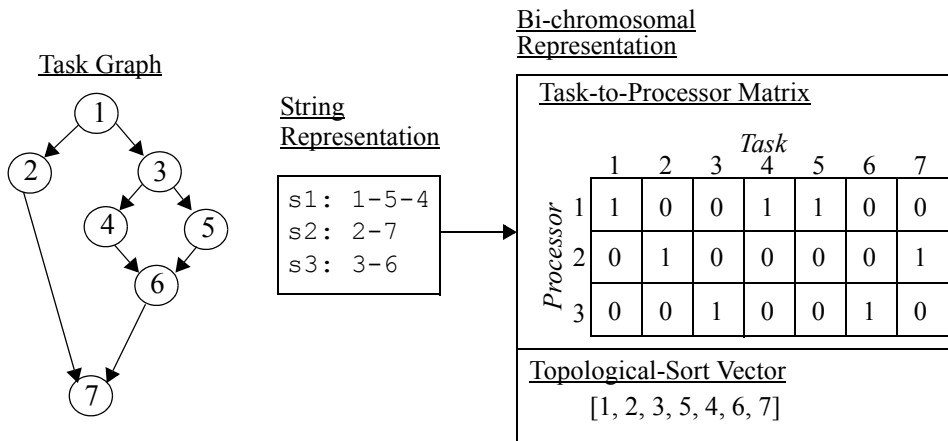 Task Graph
1
2
3
4
5
6
7
String
Representation
s1: 1-5-4
s2: 2-7
s3: 3-6
Bi-chromosomal
Representation
Task-to-Processor Matrix
Task
1 2 3 4 5 6 7
Processor
1 1 0 0 1 1 0 0
2 0 1 0 0 0 0 1
3 0 0 1 0 0 1 0
Topological-Sort Vector
[1, 2, 3, 5, 4, 6, 7]